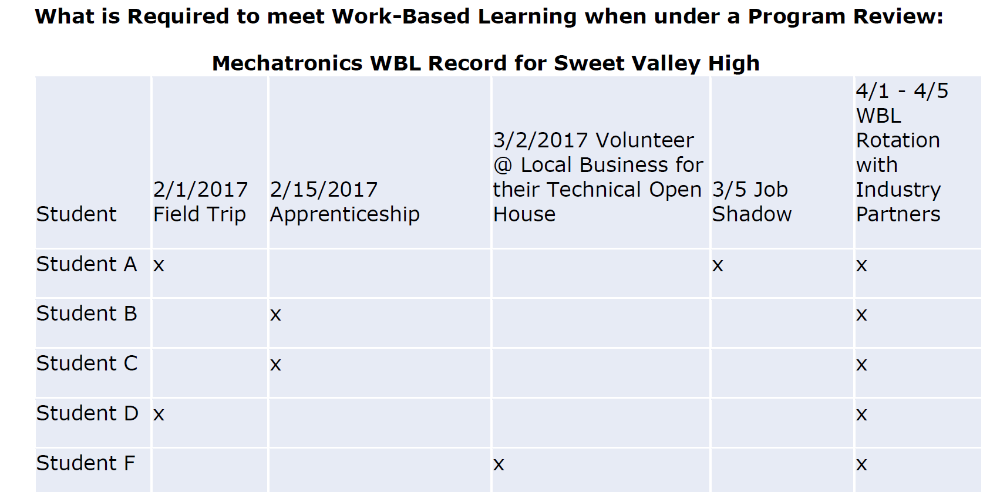 What is Required to meet Work-Based Learning when under a Program Review:
Mechatronics WBL Record for Sweet Valley High
Student
2/1/2017
Field Trip
2/15/2017
Apprenticeship
3/2/2017 Volunteer
@ Local Business for
their Technical Open
House
3/5 Job
Shadow
4/1 - 4/5
WBL
Rotation
with
Industry
Partners
Student A x x x
Student B x x
Student C x x
Student D x x
Student F x x